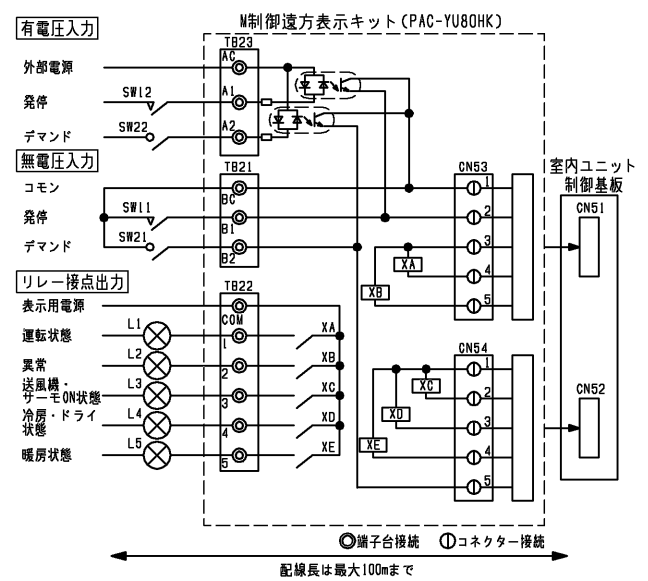 M制御遠方表示キット(PAC-YU80HK)
有電圧入力
外部電源
発停
デマンド
SW12
SW22
TB23
AC
A1
A2
無電圧入力
コモン
発停
デマンド
SW11
SW21
TB21
BC
B1
B2
リレー接点出力
表示用電源
運転状態
異常
送風機・
サーモON状態
冷房・ドライ
状態
暖房状態
L1
L2
L3
L4
L5
TB22
COM
1
2
3
4
5
XA
XB
XC
XD
XE
CN53
1
2
3
4
5
XA
XB
CN54
1
2
3
4
5
XC
XD
XE
室内ユニット
制御基板
CN51
CN52
端子台接続
コネクター接続
配線長は最大100mまで